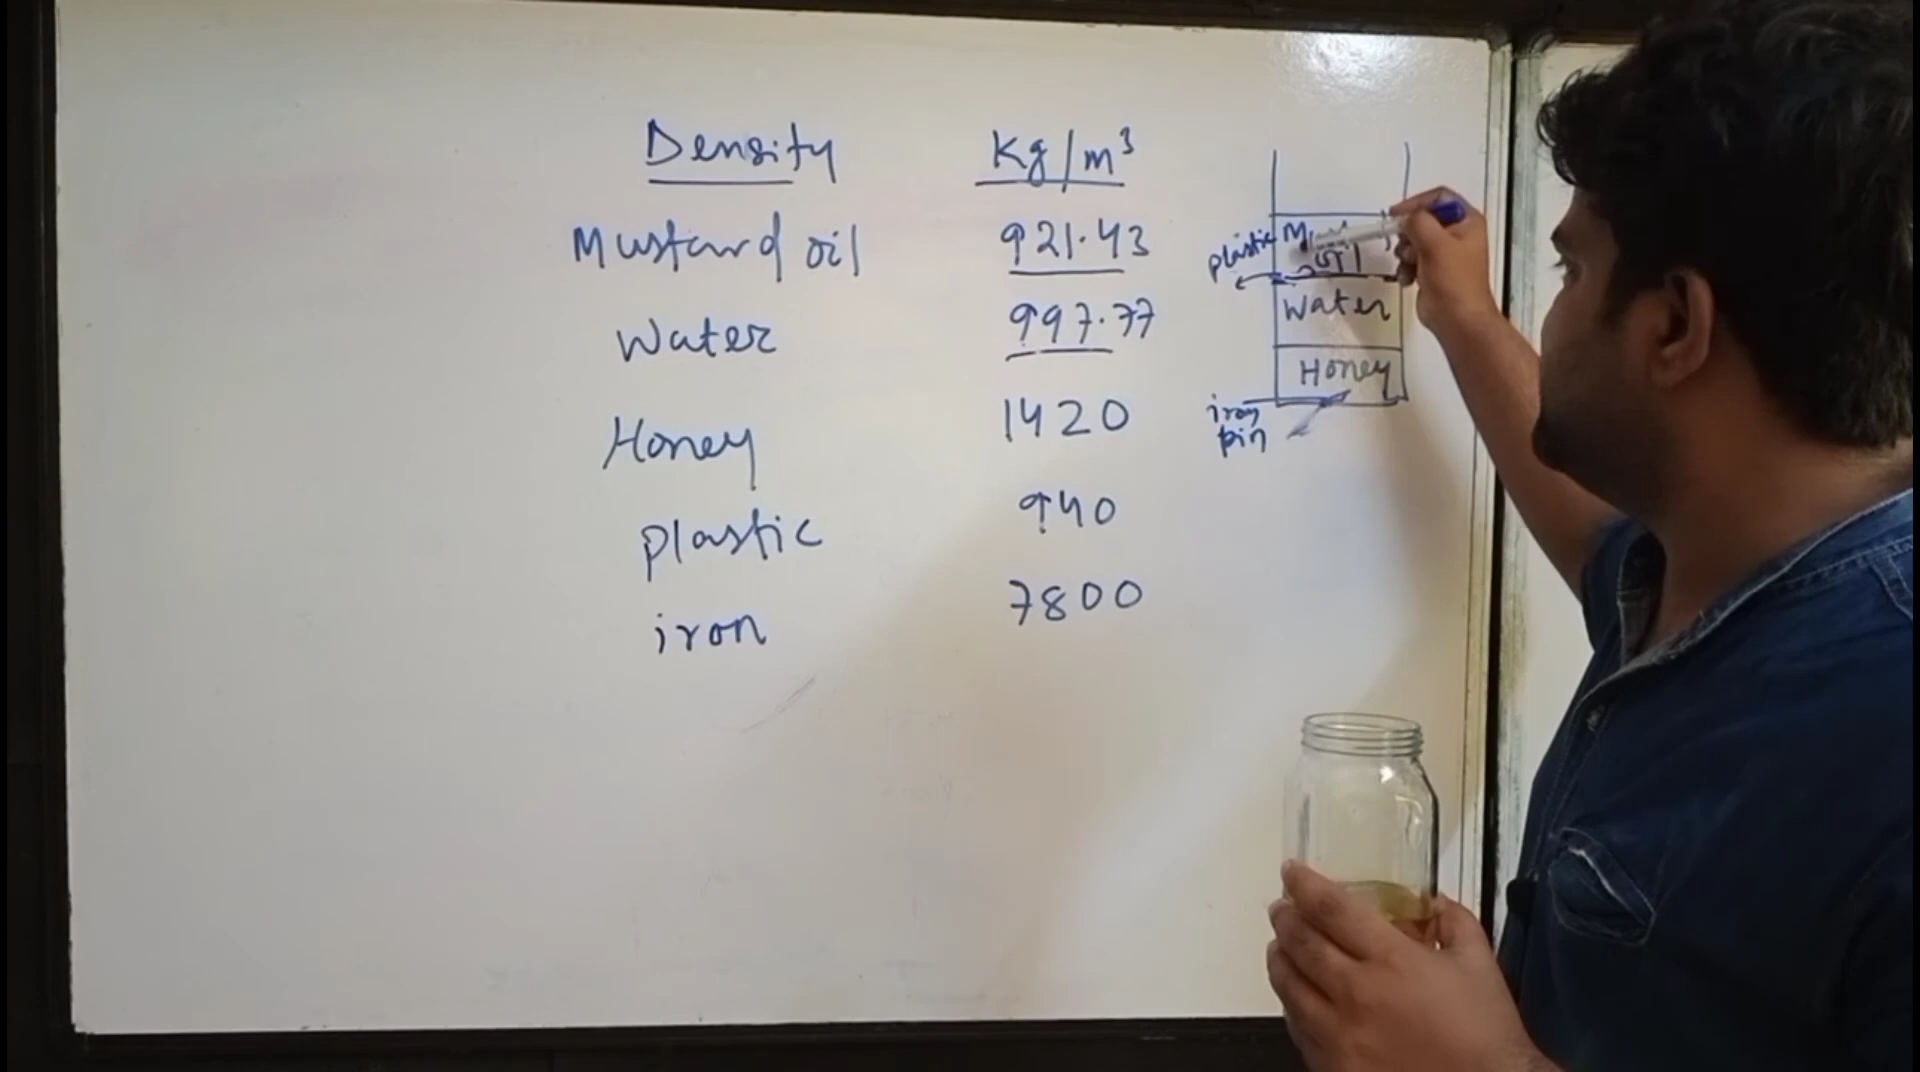 Density Kg/m³
Mustard oil 921.43
Water 997.77
Honey 1420
plastic 940
iron 7800
plastic
oil
Water
Honey
iron
pin